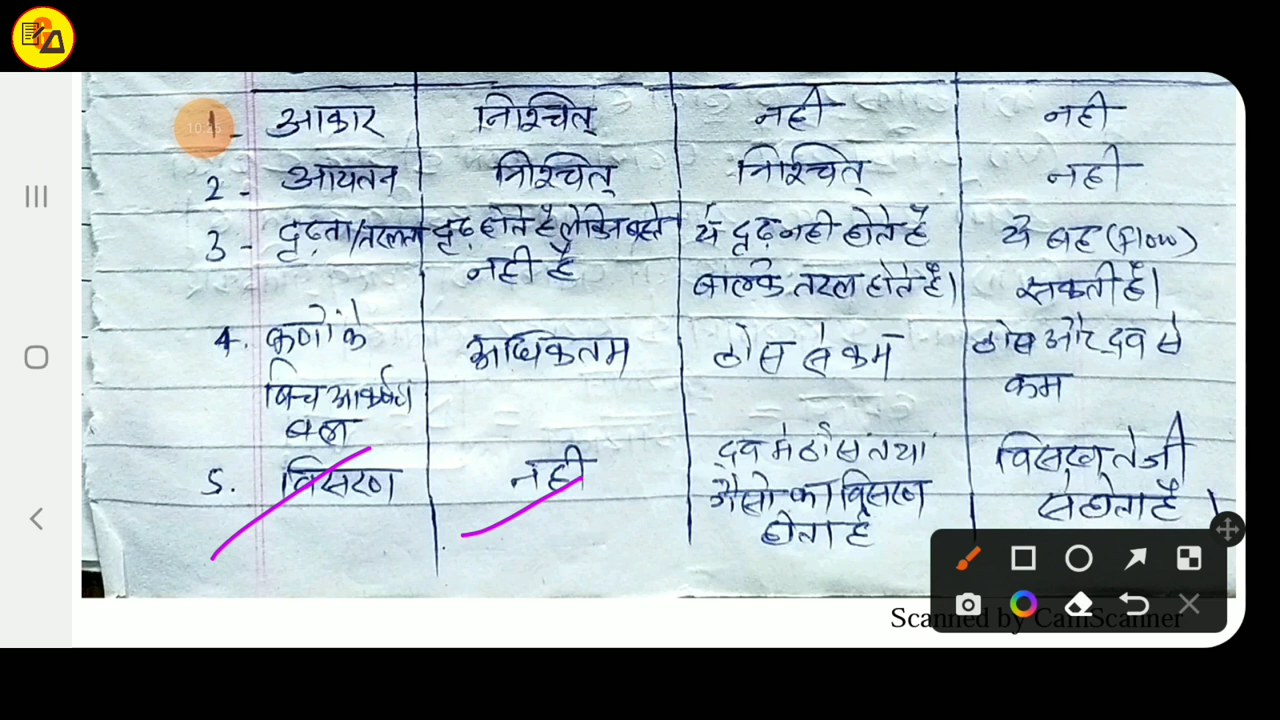 1- आकार निश्चित् नही नही
2- आयतन निश्चित् निश्चित् नही
3- दृढ़ता/तरलता दृढ़ होते है लेकिन बहते ये दृढ़ नही होते है ये बह (flow)
नही है बल्कि तरल होते है। सकती है।
4. कणों के अधिकतम ठोस से कम ठोस और द्रव से
बिच आकर्षण कम
बल
5. विसरण नही द्रव मे ठोस तथा विसरण तेजी
गैसो का विसरण से होता है।
होता है
Scanned by CamScanner